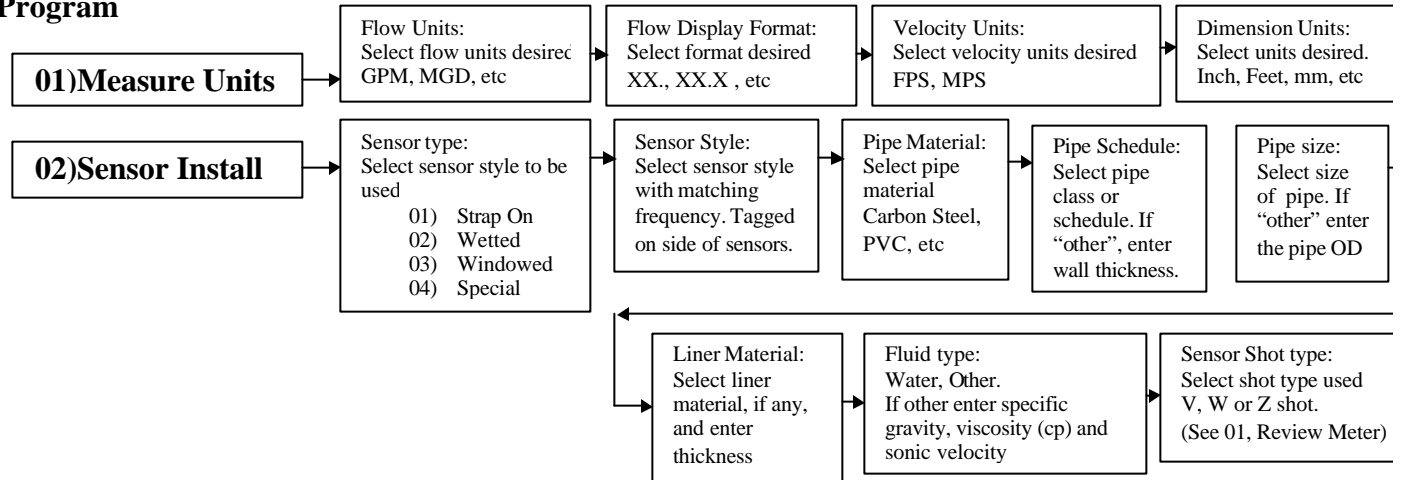 Program
01)Measure Units
Flow Units:
Select flow units desired
GPM, MGD, etc
Flow Display Format:
Select format desired
XX., XX.X , etc
Velocity Units:
Select velocity units desired
FPS, MPS
Dimension Units:
Select units desired.
Inch, Feet, mm, etc
02)Sensor Install
Sensor type:
Select sensor style to be
used
01) Strap On
02) Wetted
03) Windowed
04) Special
Sensor Style:
Select sensor style
with matching
frequency. Tagged
on side of sensors.
Pipe Material:
Select pipe
material
Carbon Steel,
PVC, etc
Pipe Schedule:
Select pipe
class or
schedule. If
“other”, enter
wall thickness.
Pipe size:
Select size
of pipe. If
“other” enter
the pipe OD
Liner Material:
Select liner
material, if any,
and enter
thickness
Fluid type:
Water, Other.
If other enter specific
gravity, viscosity (cp) and
sonic velocity
Sensor Shot type:
Select shot type used
V, W or Z shot.
(See 01, Review Meter)